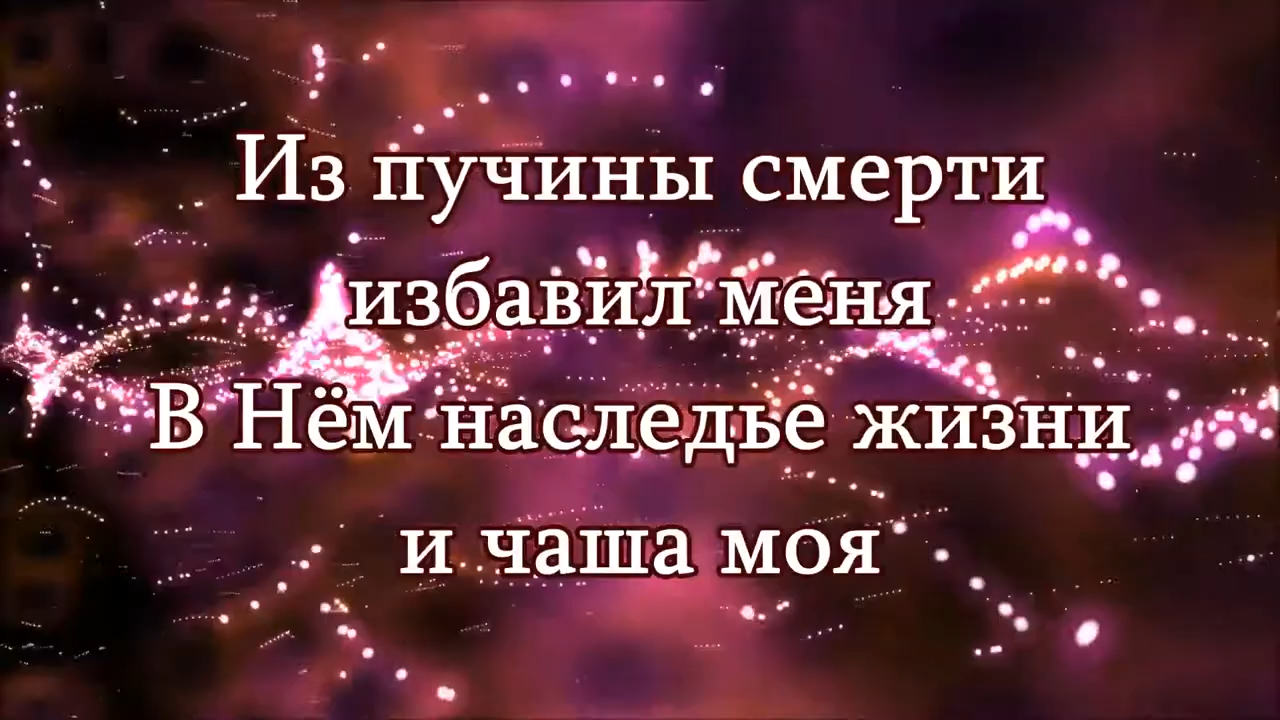 Из пучины смерти
избавил меня
В Нём наследье жизни
и чаша моя